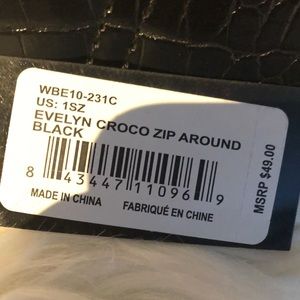 WBE10-231C
US: 1SZ
EVELYN CROCO ZIP AROUND
BLACK
8 43447 11096 9
MADE IN CHINA FABRIQUÉ EN CHINE
MSRP $49.00